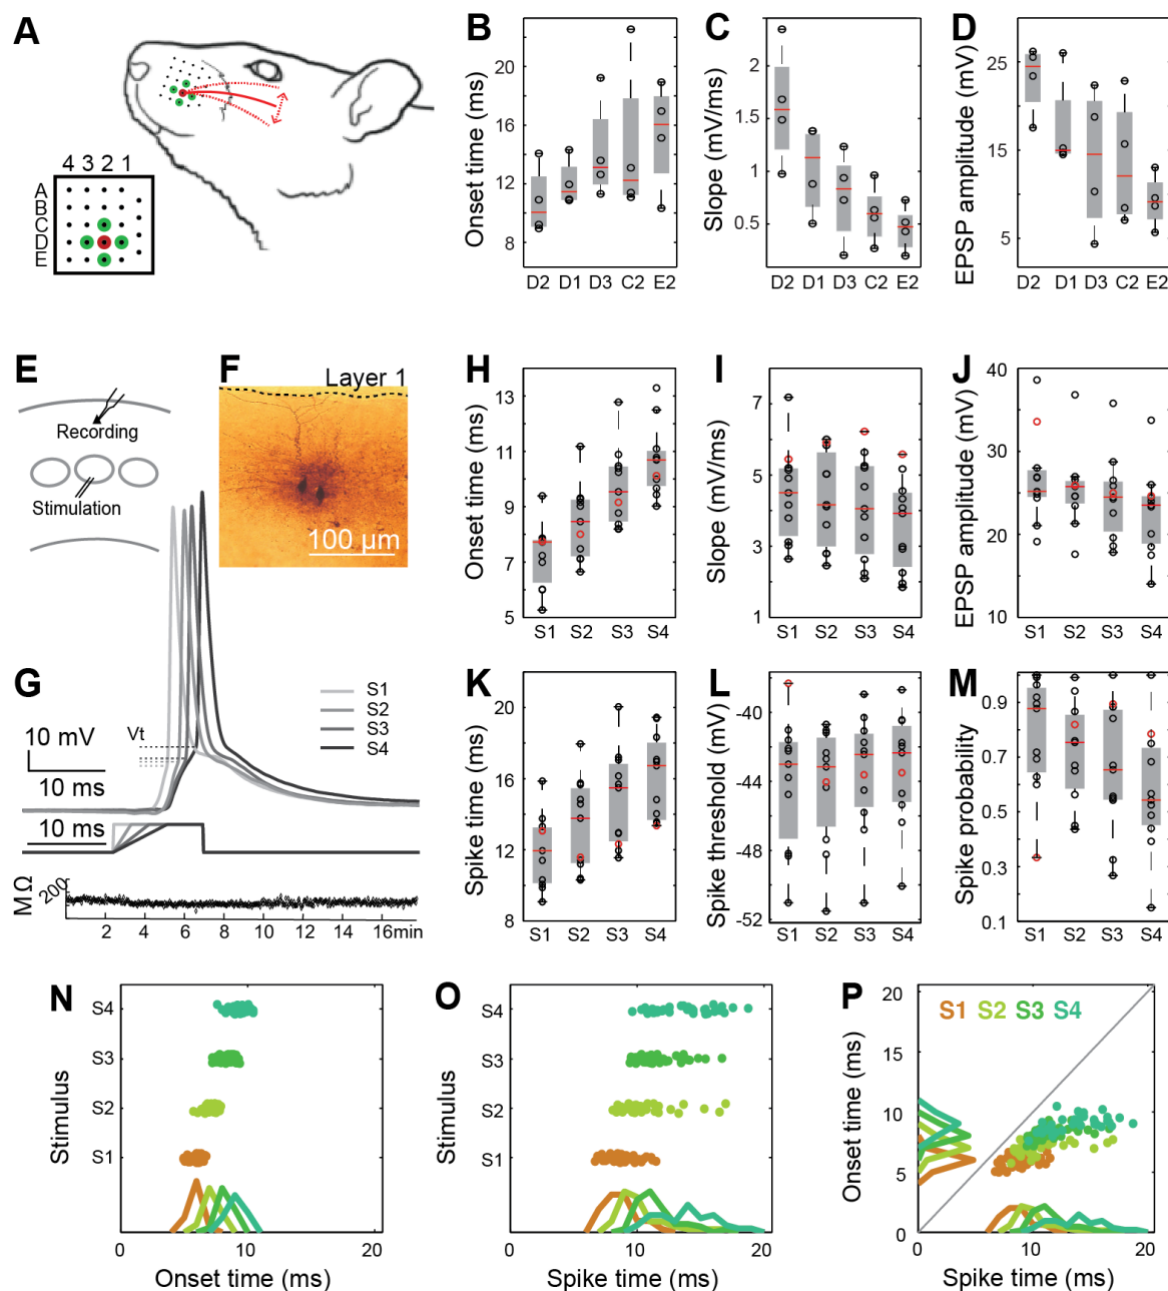 A
4 3 2 1
A
B
C
D
E
B
Onset time (ms)
20
16
12
8
D2 D1 D3 C2 E2
C
Slope (mV/ms)
2
1.5
1
0.5
D2 D1 D3 C2 E2
D
EPSP amplitude (mV)
25
15
5
D2 D1 D3 C2 E2
E
Recording
Stimulation
F
Layer 1
100 µm
G
S1
S2
S3
S4
Vt
10 mV
10 ms
10 ms
MΩ
200
2 4 6 8 10 12 14 16min
H
Onset time (ms)
13
11
9
7
5
S1 S2 S3 S4
I
Slope (mV/ms)
7
5
3
1
S1 S2 S3 S4
J
EPSP amplitude (mV)
40
30
20
10
S1 S2 S3 S4
K
Spike time (ms)
20
16
12
8
S1 S2 S3 S4
L
Spike threshold (mV)
-40
-44
-48
-52
S1 S2 S3 S4
M
Spike probability
0.9
0.7
0.5
0.3
0.1
S1 S2 S3 S4
N
Stimulus
S4
S3
S2
S1
0 10 20
Onset time (ms)
O
Stimulus
S4
S3
S2
S1
0 10 20
Spike time (ms)
P
S1 S2 S3 S4
Onset time (ms)
20
15
10
5
0
0 10 20
Spike time (ms)